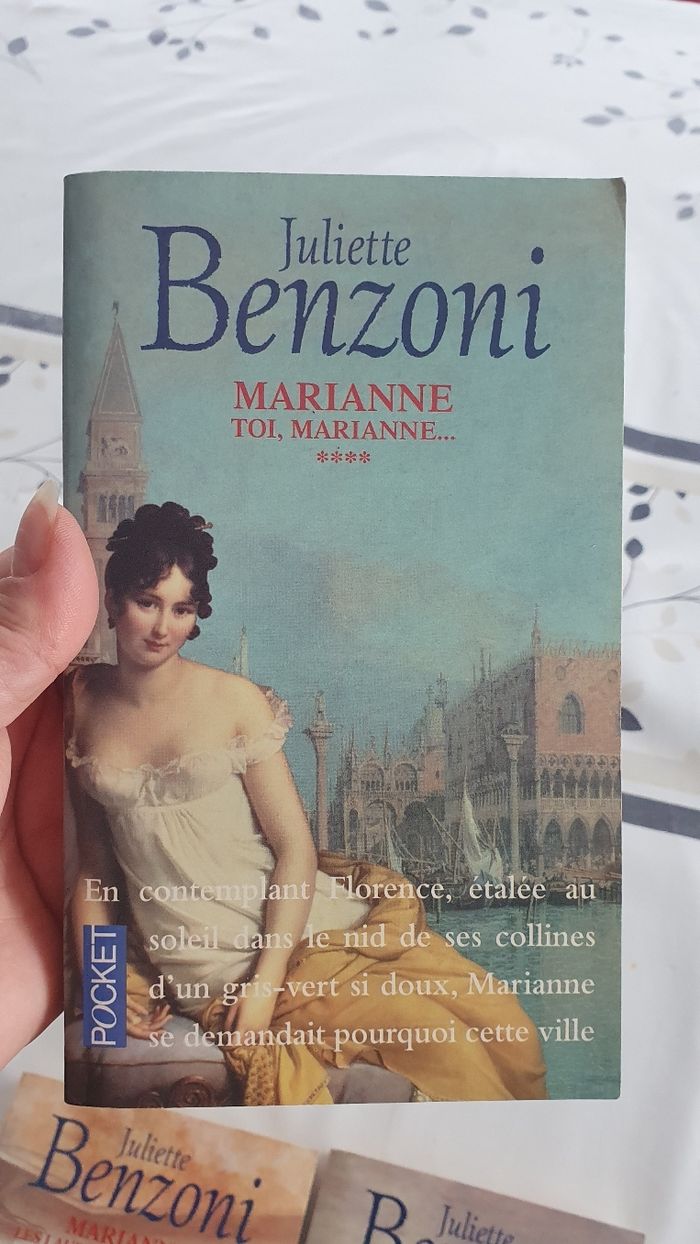 Juliette
Benzoni
MARIANNE
TOI, MARIANNE...
****
En contemplant Florence, étalée au
soleil dans le nid de ses collines
d'un gris-vert si doux, Marianne
se demandait pourquoi cette ville
POCKET
Juliette
Benzoni
Juliette